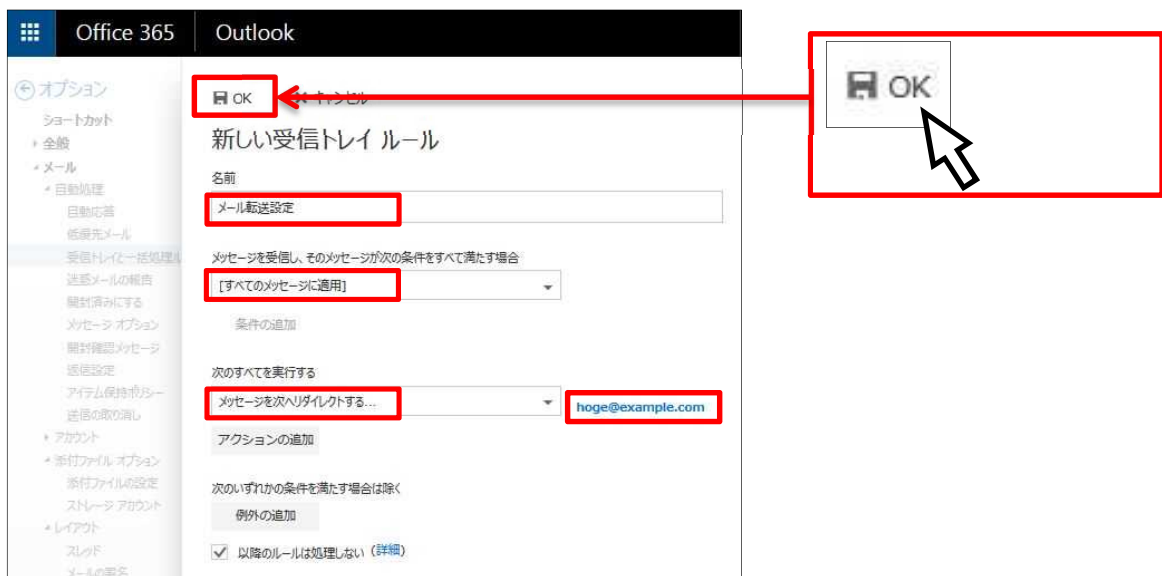 Office 365 Outlook
オプション
ショートカット
全般
メール
自動処理
自動応答
低優先メール
受信トレイと一括処理ル
迷惑メールの報告
開封済みにする
メッセージ オプション
開封確認メッセージ
返信設定
アイテム保持ポリシー
送信の取り消し
アカウント
添付ファイル オプション
添付ファイルの設定
ストレージ アカウント
レイアウト
スレッド
メールの署名
OK × キャンセル
新しい受信トレイ ルール
名前
メール転送設定
メッセージを受信し、そのメッセージが次の条件をすべて満たす場合
[すべてのメッセージに適用]
条件の追加
次のすべてを実行する
メッセージを次へリダイレクトする...
hoge@example.com
アクションの追加
次のいずれかの条件を満たす場合は除く
例外の追加
以降のルールは処理しない (詳細)
OK